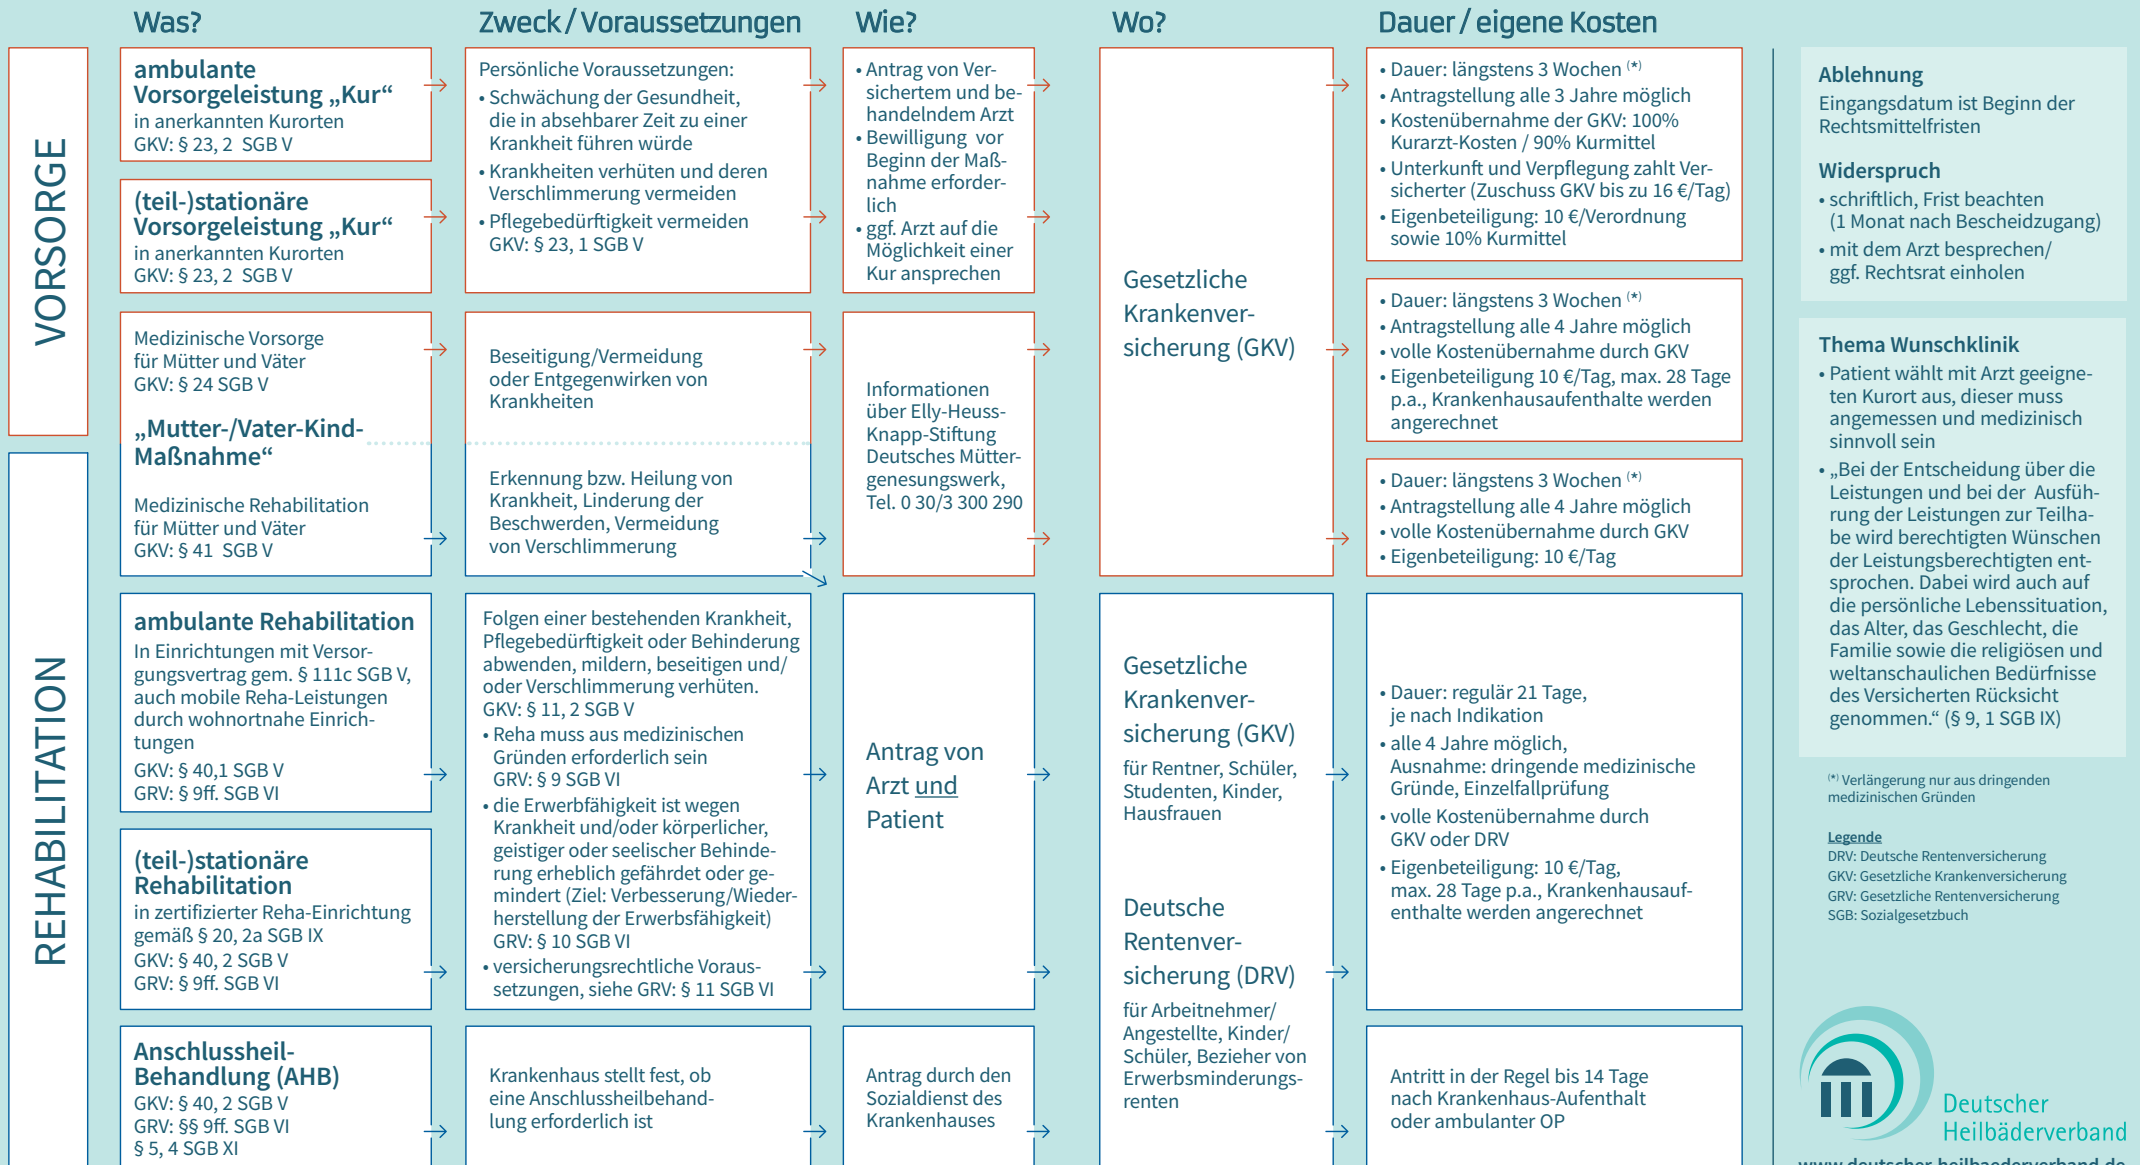 Was?
Zweck / Voraussetzungen
Wie?
Wo?
Dauer / eigene Kosten
VORSORGE
ambulante
Vorsorgeleistung „Kur“
in anerkannten Kurorten
GKV: § 23, 2 SGB V
(teil-)stationäre
Vorsorgeleistung „Kur“
in anerkannten Kurorten
GKV: § 23, 2 SGB V
Persönliche Voraussetzungen:
• Schwächung der Gesundheit,
die in absehbarer Zeit zu einer
Krankheit führen würde
• Krankheiten verhüten und deren
Verschlimmerung vermeiden
• Pflegebedürftigkeit vermeiden
GKV: § 23, 1 SGB V
• Antrag von Ver-
sichertem und be-
handelndem Arzt
• Bewilligung vor
Beginn der Maß-
nahme erforder-
lich
• ggf. Arzt auf die
Möglichkeit einer
Kur ansprechen
Gesetzliche
Krankenver-
sicherung (GKV)
• Dauer: längstens 3 Wochen (*)
• Antragstellung alle 3 Jahre möglich
• Kostenübernahme der GKV: 100%
Kurarzt-Kosten / 90% Kurmittel
• Unterkunft und Verpflegung zahlt Ver-
sicherter (Zuschuss GKV bis zu 16 €/Tag)
• Eigenbeteiligung: 10 €/Verordnung
sowie 10% Kurmittel
Medizinische Vorsorge
für Mütter und Väter
GKV: § 24 SGB V
„Mutter-/Vater-Kind-
Maßnahme“
Medizinische Rehabilitation
für Mütter und Väter
GKV: § 41 SGB V
Beseitigung/Vermeidung
oder Entgegenwirken von
Krankheiten
Erkennung bzw. Heilung von
Krankheit, Linderung der
Beschwerden, Vermeidung
von Verschlimmerung
Informationen
über Elly-Heuss-
Knapp-Stiftung
Deutsches Mütter-
genesungswerk,
Tel. 0 30/3 300 290
• Dauer: längstens 3 Wochen (*)
• Antragstellung alle 4 Jahre möglich
• volle Kostenübernahme durch GKV
• Eigenbeteiligung 10 €/Tag, max. 28 Tage
p.a., Krankenhausaufenthalte werden
angerechnet
• Dauer: längstens 3 Wochen (*)
• Antragstellung alle 4 Jahre möglich
• volle Kostenübernahme durch GKV
• Eigenbeteiligung: 10 €/Tag
REHABILITATION
ambulante Rehabilitation
In Einrichtungen mit Versor-
gungsvertrag gem. § 111c SGB V,
auch mobile Reha-Leistungen
durch wohnortnahe Einrich-
tungen
GKV: § 40,1 SGB V
GRV: § 9ff. SGB VI
(teil-)stationäre
Rehabilitation
in zertifizierter Reha-Einrichtung
gemäß § 20, 2a SGB IX
GKV: § 40, 2 SGB V
GRV: § 9ff. SGB VI
Folgen einer bestehenden Krankheit,
Pflegebedürftigkeit oder Behinderung
abwenden, mildern, beseitigen und/
oder Verschlimmerung verhüten.
GKV: § 11, 2 SGB V
• Reha muss aus medizinischen
Gründen erforderlich sein
GRV: § 9 SGB VI
• die Erwerbfähigkeit ist wegen
Krankheit und/oder körperlicher,
geistiger oder seelischer Behinde-
rung erheblich gefährdet oder ge-
mindert (Ziel: Verbesserung/Wieder-
herstellung der Erwerbsfähigkeit)
GRV: § 10 SGB VI
• versicherungsrechtliche Voraus-
setzungen, siehe GRV: § 11 SGB VI
Antrag von
Arzt und
Patient
Gesetzliche
Krankenver-
sicherung (GKV)
für Rentner, Schüler,
Studenten, Kinder,
Hausfrauen
Deutsche
Rentenver-
sicherung (DRV)
für Arbeitnehmer/
Angestellte, Kinder/
Schüler, Bezieher von
Erwerbsminderungs-
renten
• Dauer: regulär 21 Tage,
je nach Indikation
• alle 4 Jahre möglich,
Ausnahme: dringende medizinische
Gründe, Einzelfallprüfung
• volle Kostenübernahme durch
GKV oder DRV
• Eigenbeteiligung: 10 €/Tag,
max. 28 Tage p.a., Krankenhausauf-
enthalte werden angerechnet
Anschlussheil-
Behandlung (AHB)
GKV: § 40, 2 SGB V
GRV: §§ 9ff. SGB VI
§ 5, 4 SGB XI
Krankenhaus stellt fest, ob
eine Anschlussheilbehand-
lung erforderlich ist
Antrag durch den
Sozialdienst des
Krankenhauses
Antritt in der Regel bis 14 Tage
nach Krankenhaus-Aufenthalt
oder ambulanter OP
Ablehnung
Eingangsdatum ist Beginn der
Rechtsmittelfristen
Widerspruch
• schriftlich, Frist beachten
(1 Monat nach Bescheidzugang)
• mit dem Arzt besprechen/
ggf. Rechtsrat einholen
Thema Wunschklinik
• Patient wählt mit Arzt geeigne-
ten Kurort aus, dieser muss
angemessen und medizinisch
sinnvoll sein
• „Bei der Entscheidung über die
Leistungen und bei der Ausfüh-
rung der Leistungen zur Teilha-
be wird berechtigten Wünschen
der Leistungsberechtigten ent-
sprochen. Dabei wird auch auf
die persönliche Lebenssituation,
das Alter, das Geschlecht, die
Familie sowie die religiösen und
weltanschaulichen Bedürfnisse
des Versicherten Rücksicht
genommen.“ (§ 9, 1 SGB IX)
(*) Verlängerung nur aus dringenden
medizinischen Gründen
Legende
DRV: Deutsche Rentenversicherung
GKV: Gesetzliche Krankenversicherung
GRV: Gesetzliche Rentenversicherung
SGB: Sozialgesetzbuch
Deutscher
Heilbäderverband
www.deutscher-heilbaederverband.de